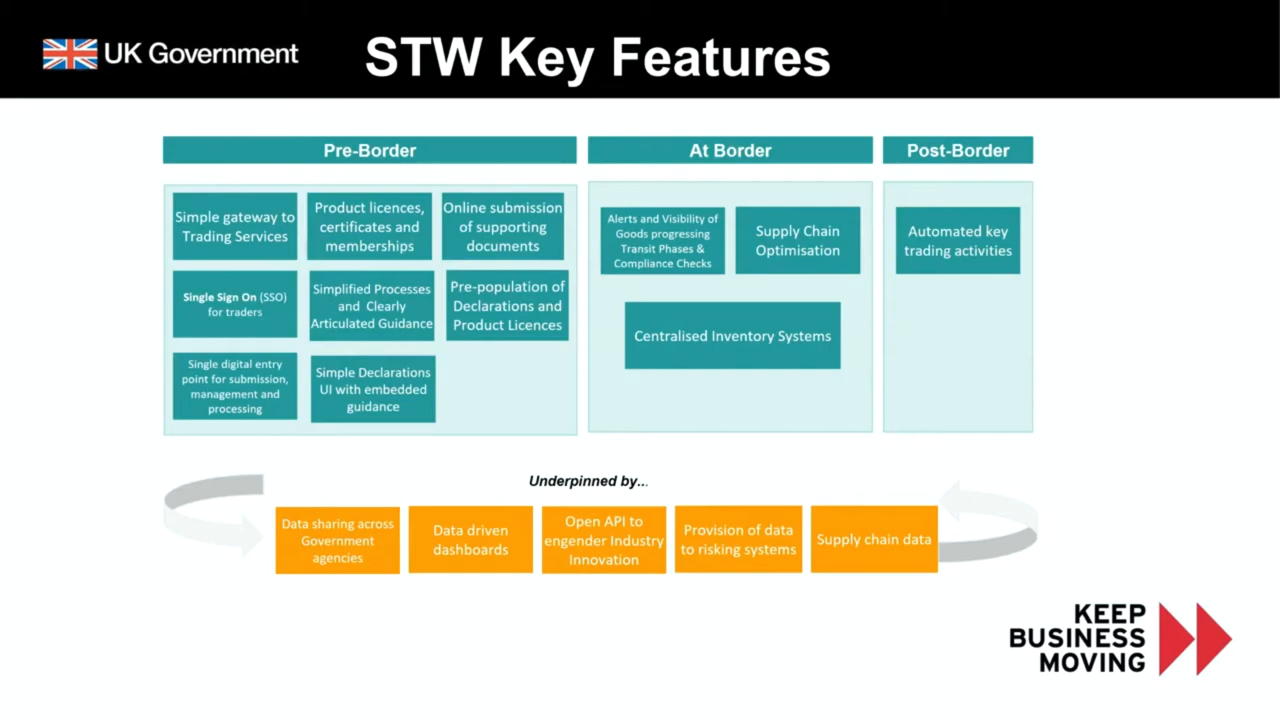 UK Government
STW Key Features
Pre-Border
At Border
Post-Border
Simple gateway to
Trading Services
Product licences,
certificates and
memberships
Online submission
of supporting
documents
Single Sign On (SSO)
for traders
Simplified Processes
and Clearly
Articulated Guidance
Pre-population of
Declarations and
Product Licences
Single digital entry
point for submission,
management and
processing
Simple Declarations
UI with embedded
guidance
Alerts and Visibility of
Goods progressing
Transit Phases &
Compliance Checks
Supply Chain
Optimisation
Centralised Inventory Systems
Automated key
trading activities
Underpinned by...
Data sharing across
Government
agencies
Data driven
dashboards
Open API to
engender Industry
Innovation
Provision of data
to risking systems
Supply chain data
KEEP
BUSINESS
MOVING